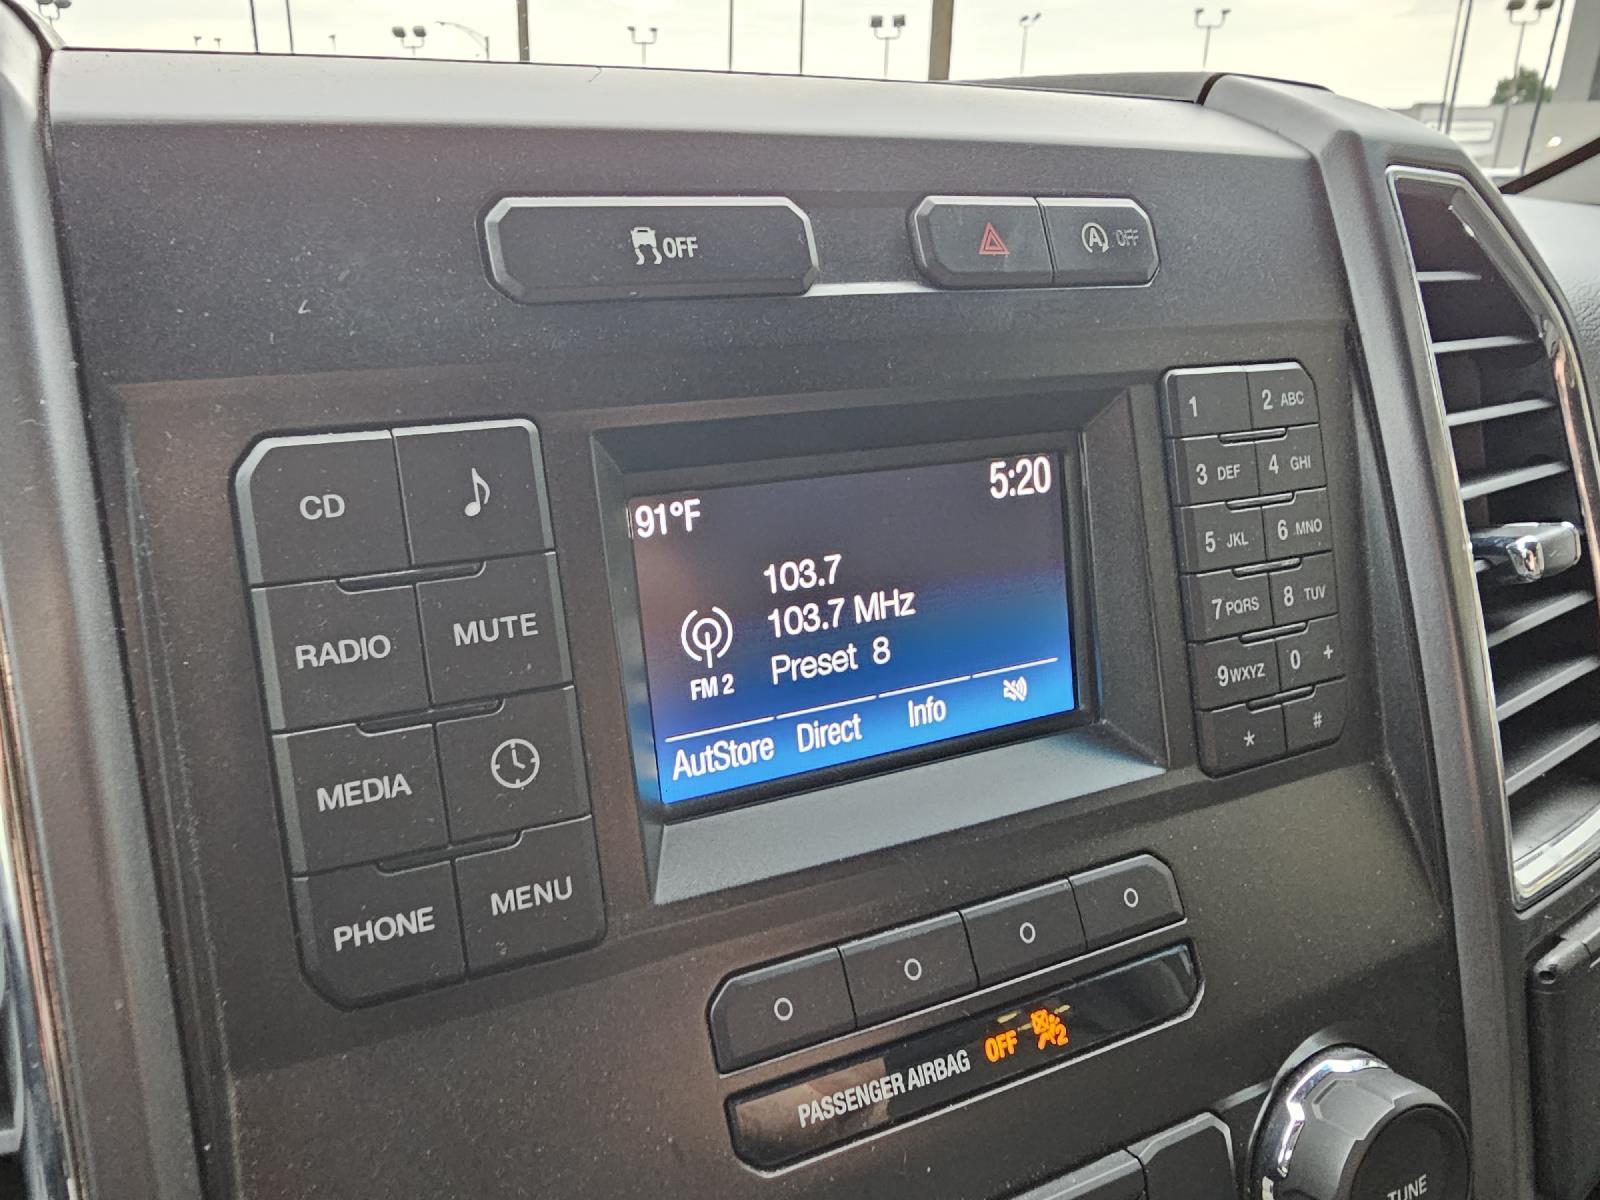 OFF
A OFF
CD
RADIO
MUTE
MEDIA
PHONE
MENU
91°F
5:20
103.7
103.7 MHz
FM 2
Preset 8
AutStore
Direct
Info
1
2 ABC
3 DEF
4 GHI
5 JKL
6 MNO
7 PQRS
8 TUV
9 WXYZ
0 +
*
#
PASSENGER AIRBAG OFF 2
TUNE